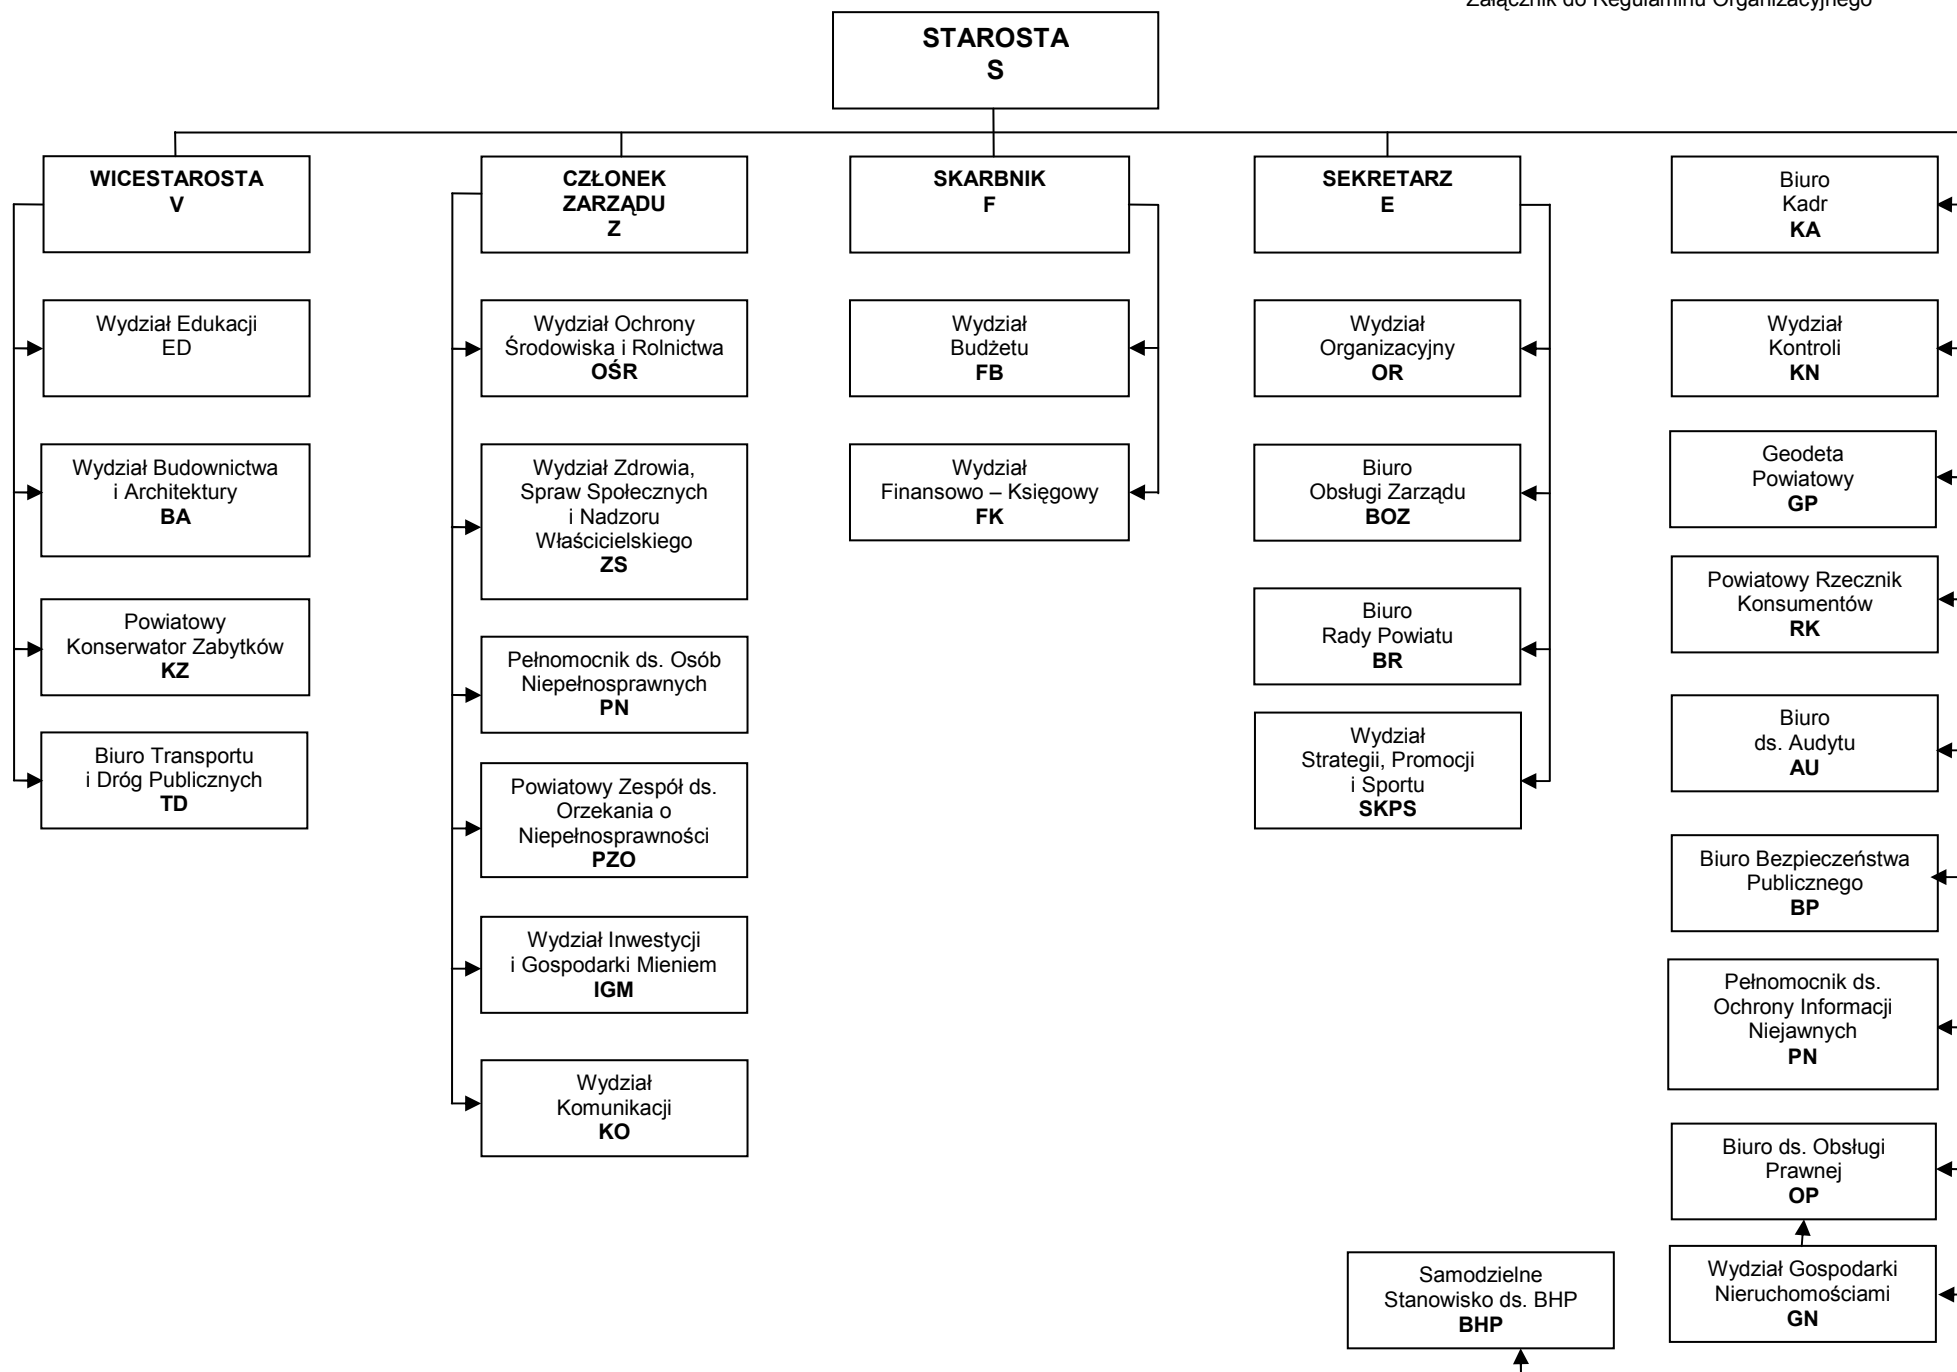 Załącznik do Regulaminu Organizacyjnego
STAROSTA
S
WICESTAROSTA
V
Wydział Edukacji
ED
Wydział Budownictwa
i Architektury
BA
Powiatowy
Konserwator Zabytków
KZ
Biuro Transportu
i Dróg Publicznych
TD
CZŁONEK
ZARZĄDU
Z
Wydział Ochrony
Środowiska i Rolnictwa
OŚR
Wydział Zdrowia,
Spraw Społecznych
i Nadzoru
Właścicielskiego
ZS
Pełnomocnik ds. Osób
Niepełnosprawnych
PN
Powiatowy Zespół ds.
Orzekania o
Niepełnosprawności
PZO
Wydział Inwestycji
i Gospodarki Mieniem
IGM
Wydział
Komunikacji
KO
SKARBNIK
F
Wydział
Budżetu
FB
Wydział
Finansowo – Księgowy
FK
SEKRETARZ
E
Wydział
Organizacyjny
OR
Biuro
Obsługi Zarządu
BOZ
Biuro
Rady Powiatu
BR
Wydział
Strategii, Promocji
i Sportu
SKPS
Biuro
Kadr
KA
Wydział
Kontroli
KN
Geodeta
Powiatowy
GP
Powiatowy Rzecznik
Konsumentów
RK
Biuro
ds. Audytu
AU
Biuro Bezpieczeństwa
Publicznego
BP
Pełnomocnik ds.
Ochrony Informacji
Niejawnych
PN
Biuro ds. Obsługi
Prawnej
OP
Wydział Gospodarki
Nieruchomościami
GN
Samodzielne
Stanowisko ds. BHP
BHP